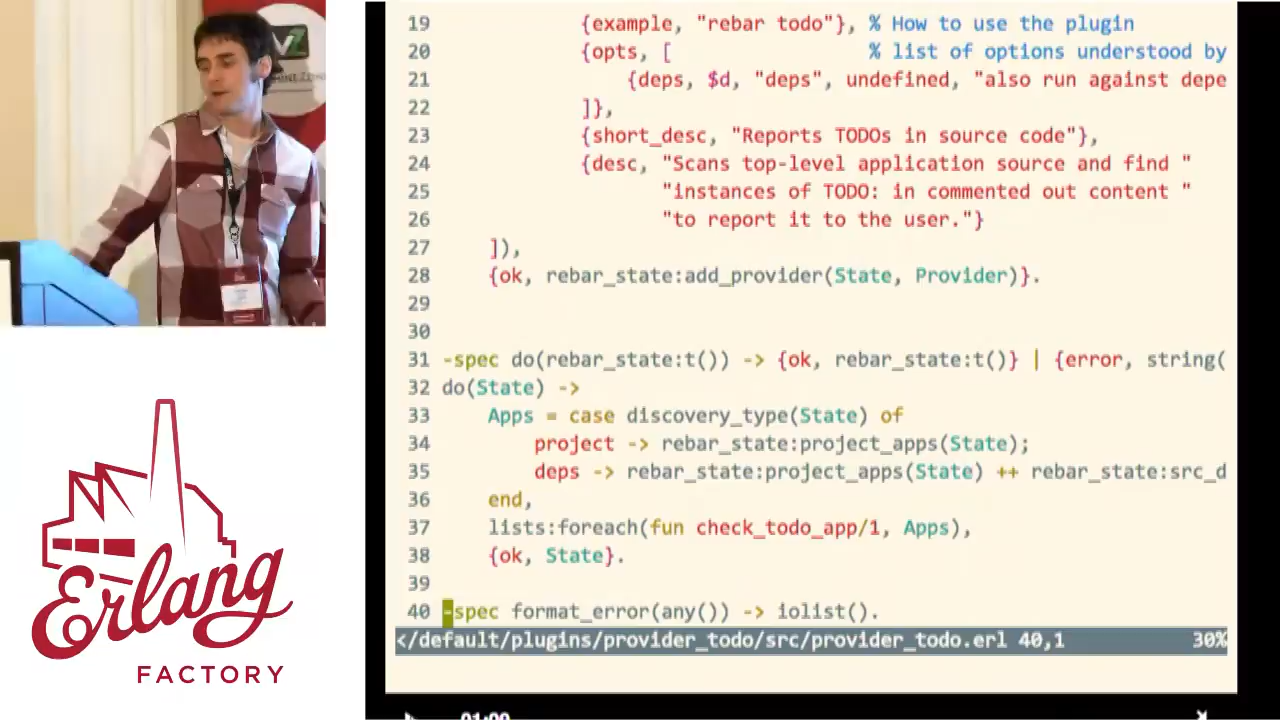 19 {example, "rebar todo"}, % How to use the plugin
20 {opts, [ % list of options understood by
21 {deps, $d, "deps", undefined, "also run against depe
22 ]},
23 {short_desc, "Reports TODOs in source code"},
24 {desc, "Scans top-level application source and find "
25 "instances of TODO: in commented out content "
26 "to report it to the user."}
27 ]),
28 {ok, rebar_state:add_provider(State, Provider)}.
29
30
31 -spec do(rebar_state:t()) -> {ok, rebar_state:t()} | {error, string(
32 do(State) ->
33 Apps = case discovery_type(State) of
34 project -> rebar_state:project_apps(State);
35 deps -> rebar_state:project_apps(State) ++ rebar_state:src_d
36 end,
37 lists:foreach(fun check_todo_app/1, Apps),
38 {ok, State}.
39
40 -spec format_error(any()) -> iolist().
</default/plugins/provider_todo/src/provider_todo.erl 40,1 30%
Erlang
FACTORY